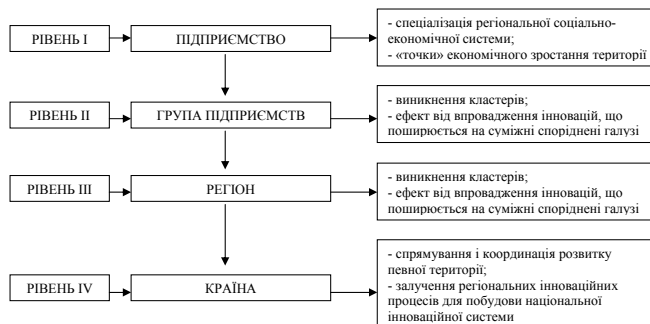 РІВЕНЬ I
ПІДПРИЄМСТВО
- спеціалізація регіональної соціально-
економічної системи;
- «точки» економічного зростання території
РІВЕНЬ II
ГРУПА ПІДПРИЄМСТВ
- виникнення кластерів;
- ефект від впровадження інновацій, що
поширюється на суміжні споріднені галузі
РІВЕНЬ III
РЕГІОН
- виникнення кластерів;
- ефект від впровадження інновацій, що
поширюється на суміжні споріднені галузі
РІВЕНЬ IV
КРАЇНА
- спрямування і координація розвитку
певної території;
- залучення регіональних інноваційних
процесів для побудови національної
інноваційної системи